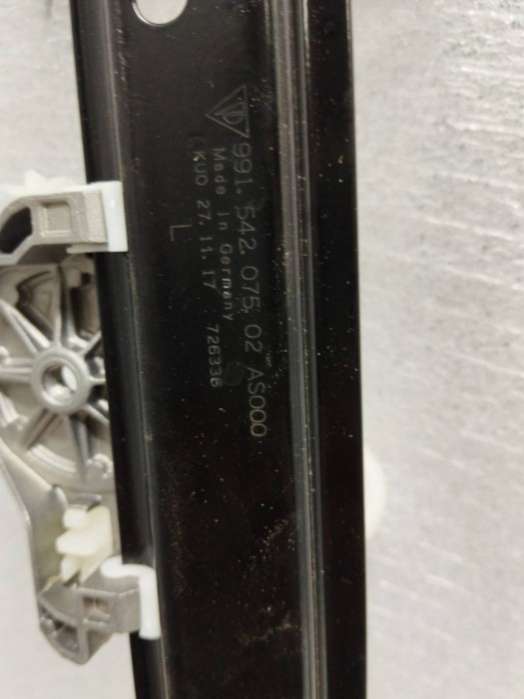 991. 542. 075. 02 AS000
Made in Germany
KUO 27.11.17 726336
L